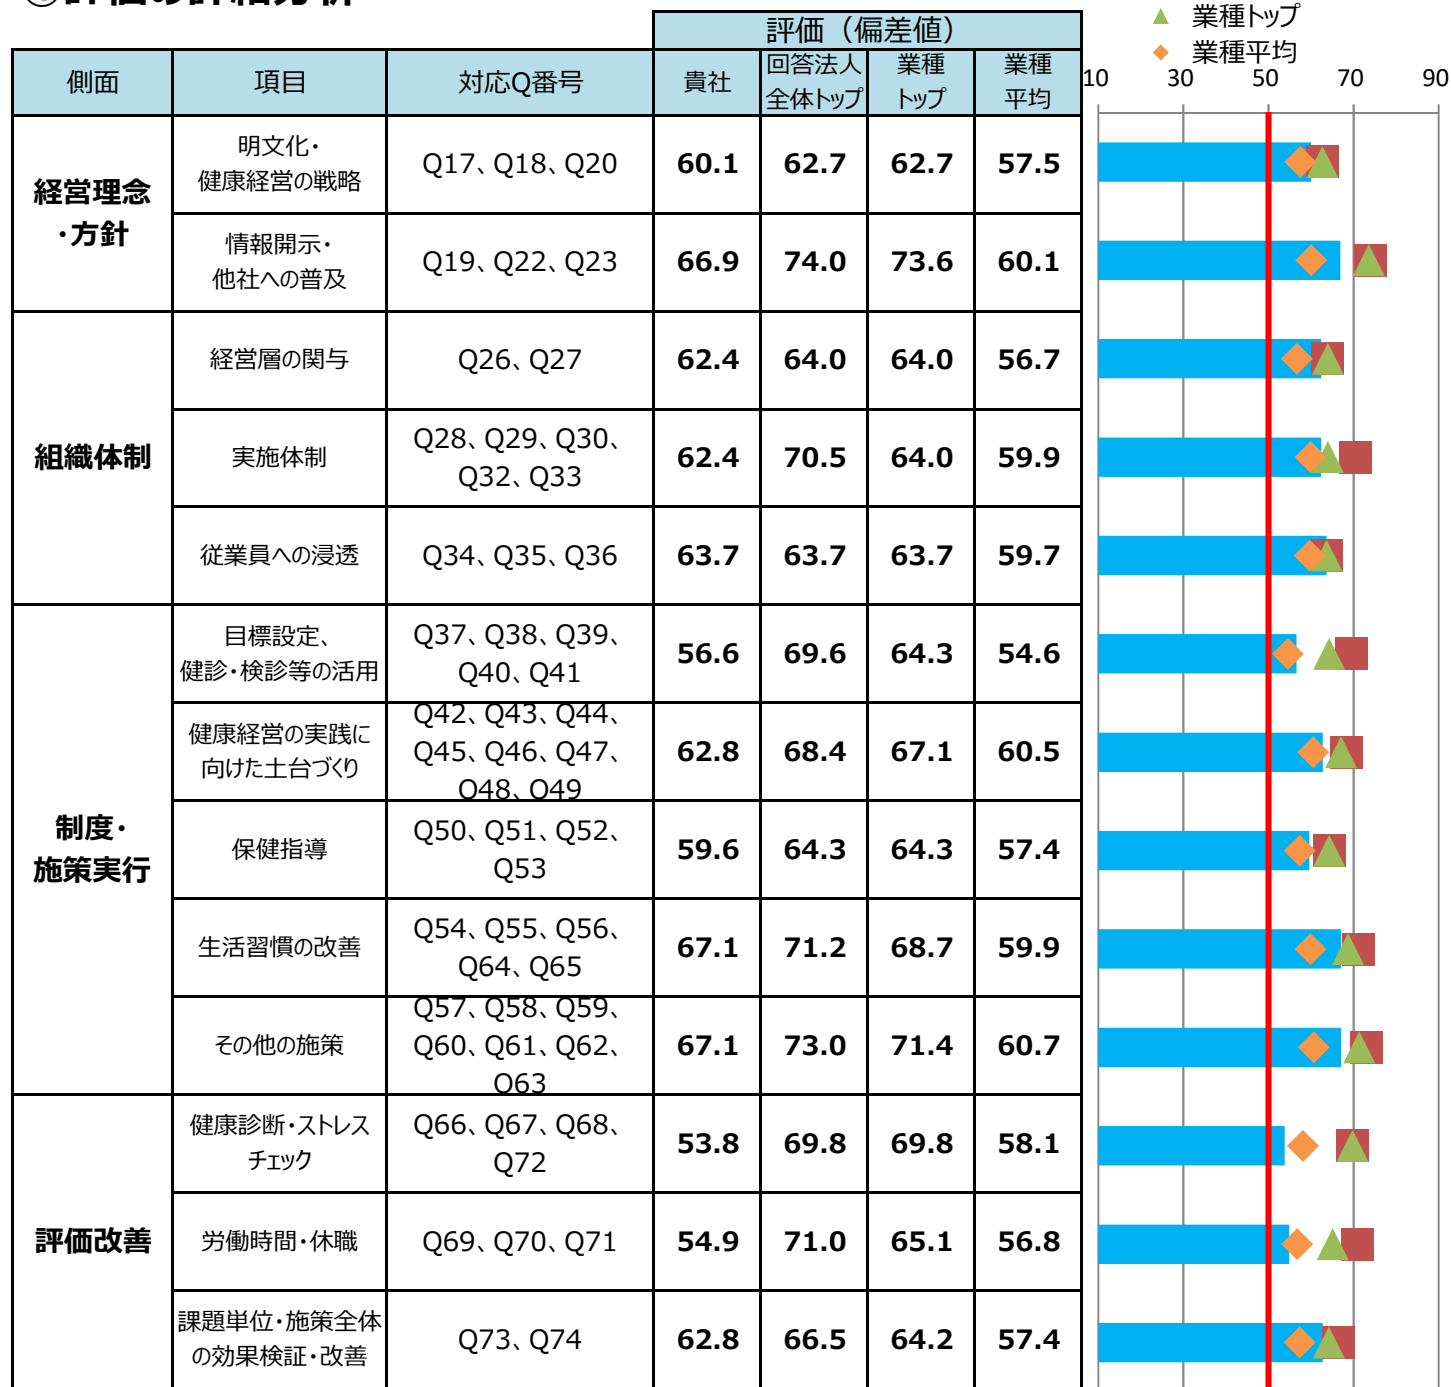 評価の詳細分析
業種トップ
業種平均
評価（偏差値）
側面 項目 対応Q番号 貴社 回答法人 業種 業種
全体トップ トップ 平均
10 30 50 70 90
経営理念
・方針
明文化・
健康経営の戦略
Q17、Q18、Q20 60.1 62.7 62.7 57.5
情報開示・
他社への普及
Q19、Q22、Q23 66.9 74.0 73.6 60.1
組織体制
経営層の関与 Q26、Q27 62.4 64.0 64.0 56.7
実施体制
Q28、Q29、Q30、
Q32、Q33
62.4 70.5 64.0 59.9
従業員への浸透 Q34、Q35、Q36 63.7 63.7 63.7 59.7
制度・
施策実行
目標設定、
健診・検診等の活用
Q37、Q38、Q39、
Q40、Q41
56.6 69.6 64.3 54.6
健康経営の実践に
向けた土台づくり
Q42、Q43、Q44、
Q45、Q46、Q47、
Q48、Q49
62.8 68.4 67.1 60.5
保健指導
Q50、Q51、Q52、
Q53
59.6 64.3 64.3 57.4
生活習慣の改善
Q54、Q55、Q56、
Q64、Q65
67.1 71.2 68.7 59.9
その他の施策
Q57、Q58、Q59、
Q60、Q61、Q62、
Q63
67.1 73.0 71.4 60.7
評価改善
健康診断・ストレス
チェック
Q66、Q67、Q68、
Q72
53.8 69.8 69.8 58.1
労働時間・休職 Q69、Q70、Q71 54.9 71.0 65.1 56.8
課題単位・施策全体
の効果検証・改善
Q73、Q74 62.8 66.5 64.2 57.4